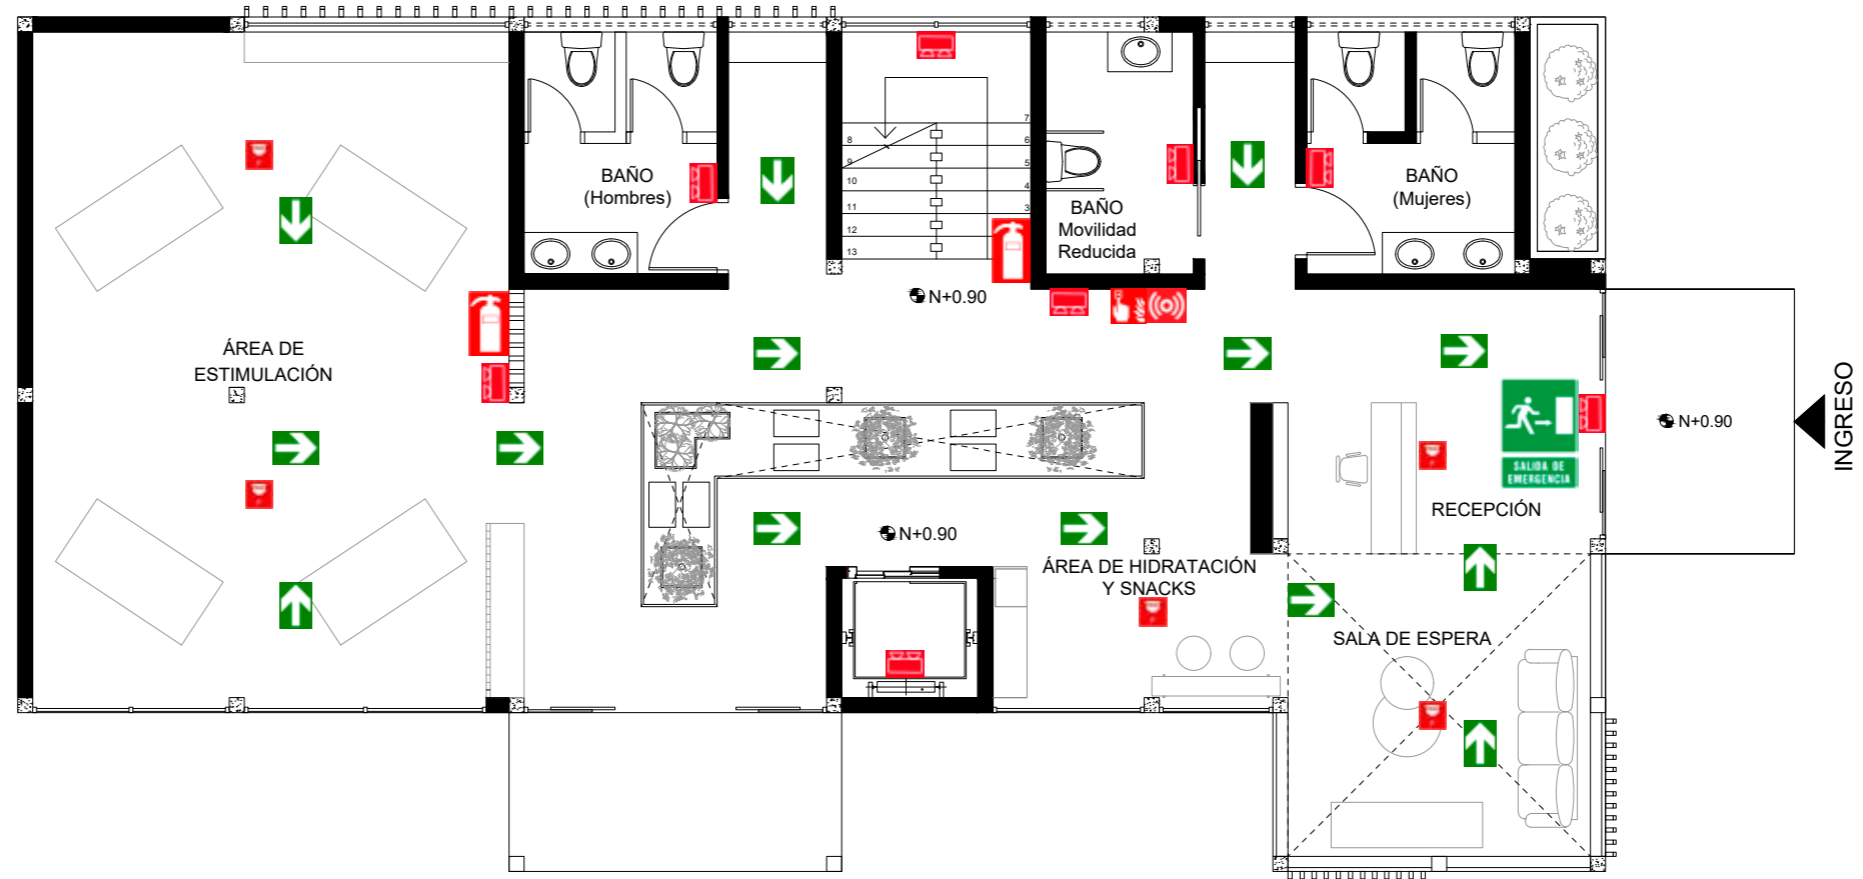 7
8
6
9
5
10
4
11
3
12
13
BAÑO
(Hombres)
BAÑO
Movilidad
Reducida
BAÑO
(Mujeres)
N+0.90
ÁREA DE
ESTIMULACIÓN
INGRESO
N+0.90
SALIDA DE
EMERGENCIA
RECEPCIÓN
N+0.90
ÁREA DE HIDRATACIÓN
Y SNACKS
SALA DE ESPERA